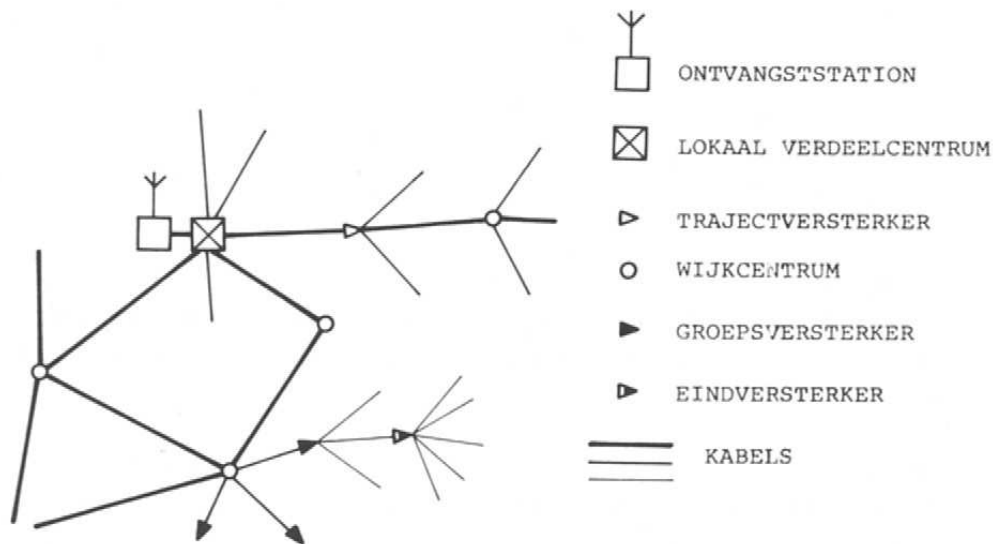 ONTVANGSTSTATION
LOKAAL VERDEELCENTRUM
TRAJECTVERSTERKER
WIJKCENTRUM
GROEPSVERSTERKER
EINDVERSTERKER
KABELS